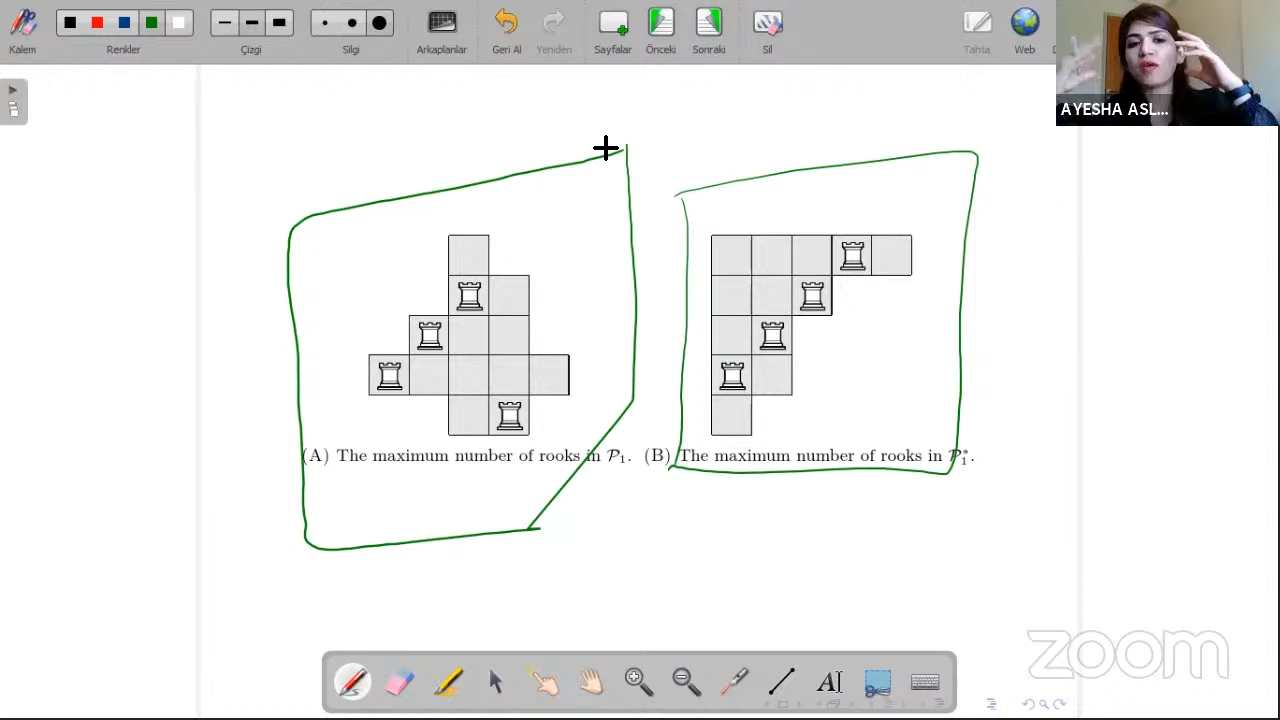 Kalem
Renkler
Çizgi
Silgi
Arkaplanlar
Geri Al
Yeniden
Sayfalar
Önceki
Sonraki
Sil
Tahta
Web
AYESHA ASL...
(A) The maximum number of rooks in 𝒫₁. (B) The maximum number of rooks in 𝒫₁*.
zoom